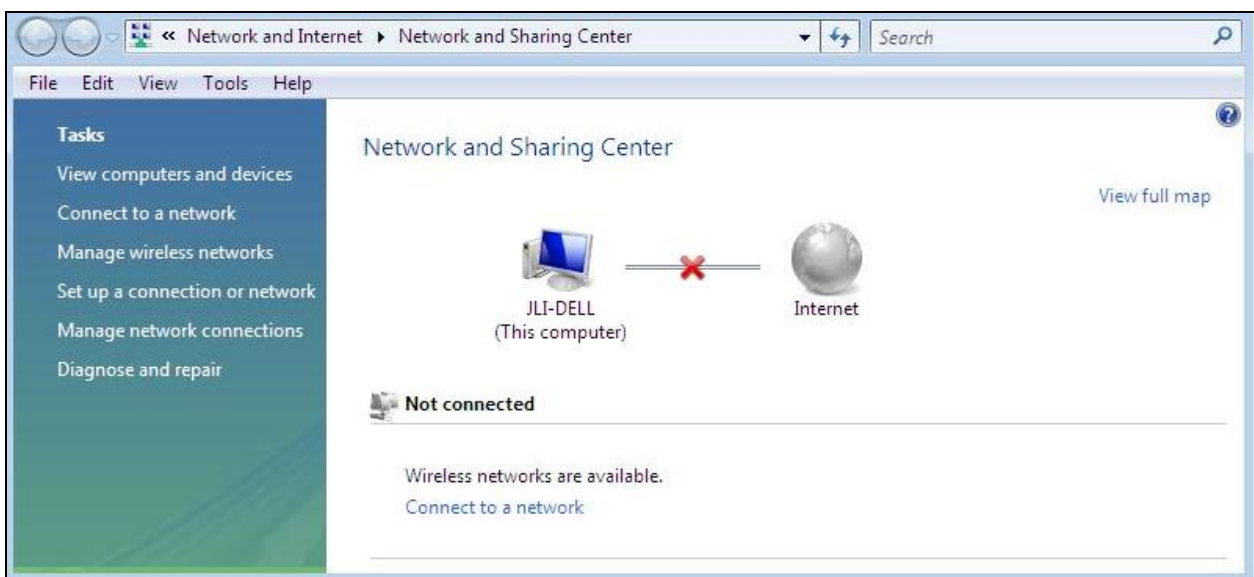 « Network and Internet ▸ Network and Sharing Center
Search
File Edit View Tools Help
Tasks
View computers and devices
Connect to a network
Manage wireless networks
Set up a connection or network
Manage network connections
Diagnose and repair
Network and Sharing Center
View full map
JLI-DELL
(This computer)
Internet
Not connected
Wireless networks are available.
Connect to a network